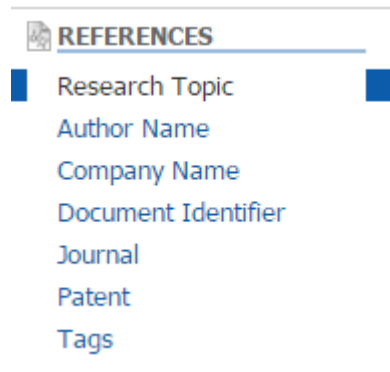 REFERENCES
Research Topic
Author Name
Company Name
Document Identifier
Journal
Patent
Tags